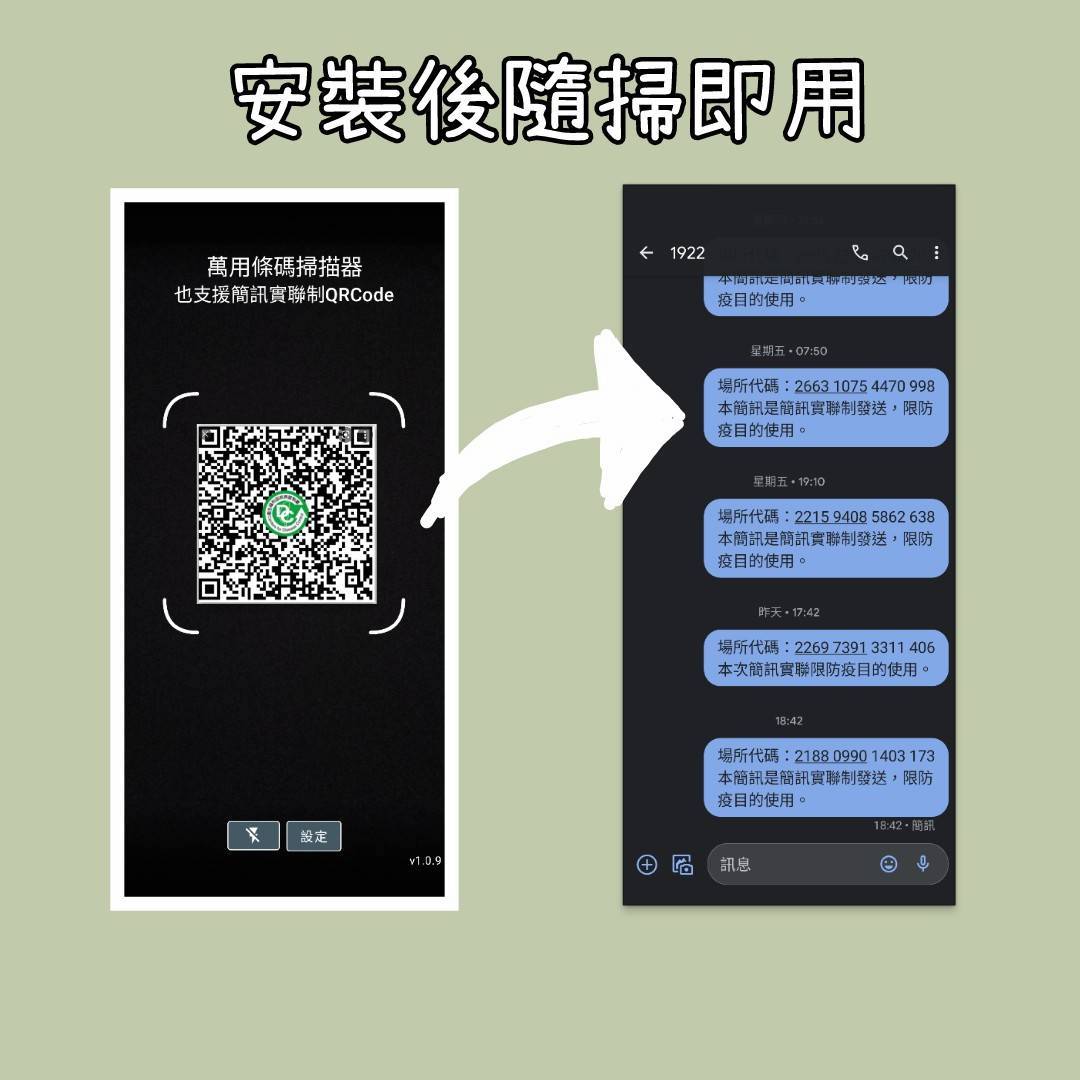 安裝後隨掃即用
萬用條碼掃描器
也支援簡訊實聯制QRCode
設定
v1.0.9
1922
本簡訊是簡訊實聯制發送，限防
疫目的使用。
星期五 • 07:50
場所代碼：2663 1075 4470 998
本簡訊是簡訊實聯制發送，限防
疫目的使用。
星期五 • 19:10
場所代碼：2215 9408 5862 638
本簡訊是簡訊實聯制發送，限防
疫目的使用。
昨天 • 17:42
場所代碼：2269 7391 3311 406
本次簡訊實聯限防疫目的使用。
18:42
場所代碼：2188 0990 1403 173
本簡訊是簡訊實聯制發送，限防
疫目的使用。
18:42 • 簡訊
訊息